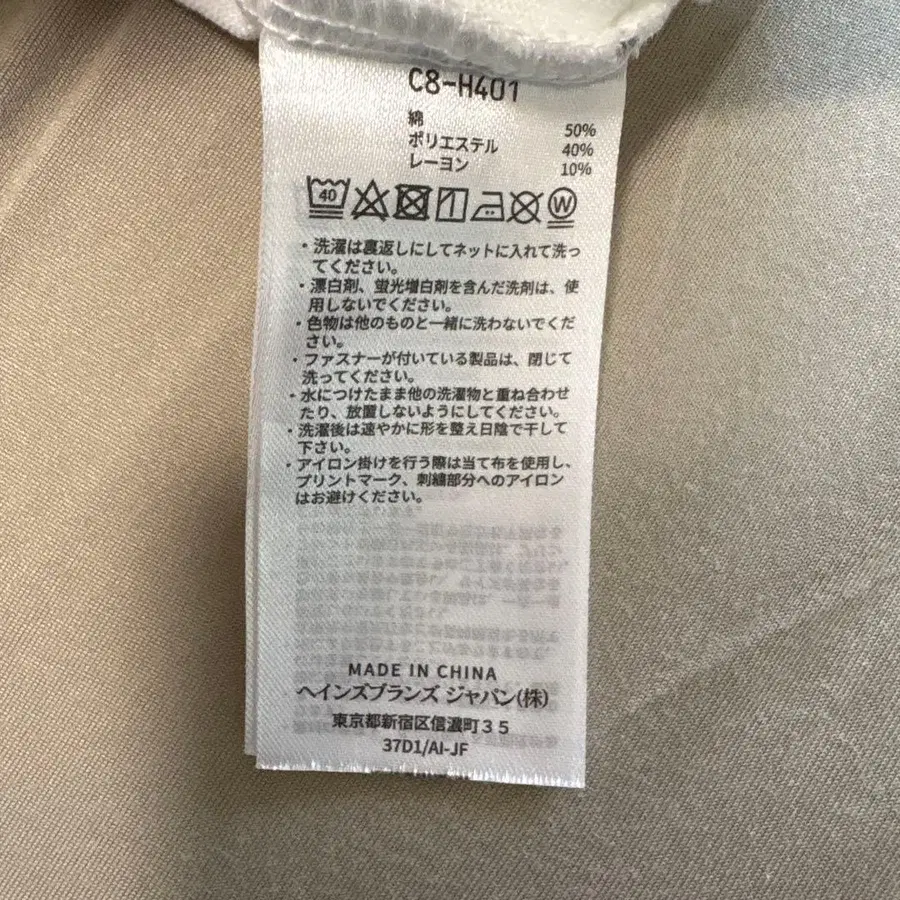 C8-H401
綿 50%
ポリエステル 40%
レーヨン 10%
40 W
・洗濯は裏返しにしてネットに入れて洗っ
てください。
・漂白剤、蛍光増白剤を含んだ洗剤は、使
用しないでください。
・色物は他のものと一緒に洗わないでくだ
さい。
・ファスナーが付いている製品は、閉じて
洗ってください。
・水につけたまま他の洗濯物と重ね合わせ
たり、放置しないようにしてください。
・洗濯後は速やかに形を整え日陰で干して
下さい。
・アイロン掛けを行う際は当て布を使用し、
プリントマーク、刺繍部分へのアイロン
はお避けください。
MADE IN CHINA
ヘインズブランズ ジャパン(株)
東京都新宿区信濃町35
37D1/AI-JF